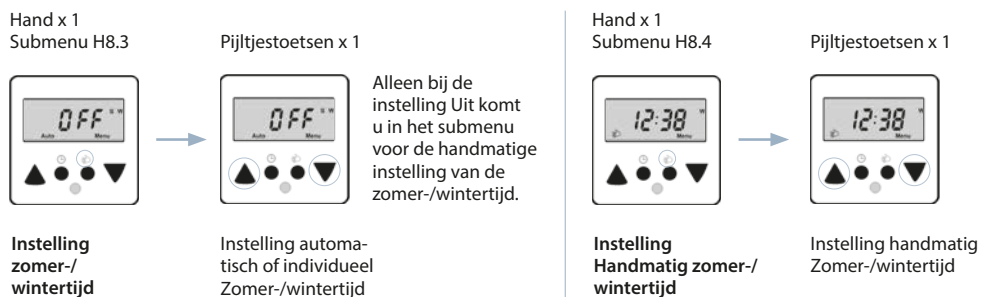 Hand x 1
Submenu H8.3
Pijltjestoetsen x 1
OFF S W
Auto Menu
OFF S W
Auto Menu
Alleen bij de
instelling Uit komt
u in het submenu
voor de handmatige
instelling van de
zomer-/wintertijd.
Instelling
zomer-/
wintertijd
Instelling automa-
tisch of individueel
Zomer-/wintertijd
Hand x 1
Submenu H8.4
Pijltjestoetsen x 1
12:38 W
Menu
12:38 W
Menu
Instelling
Handmatig zomer-/
wintertijd
Instelling handmatig
Zomer-/wintertijd